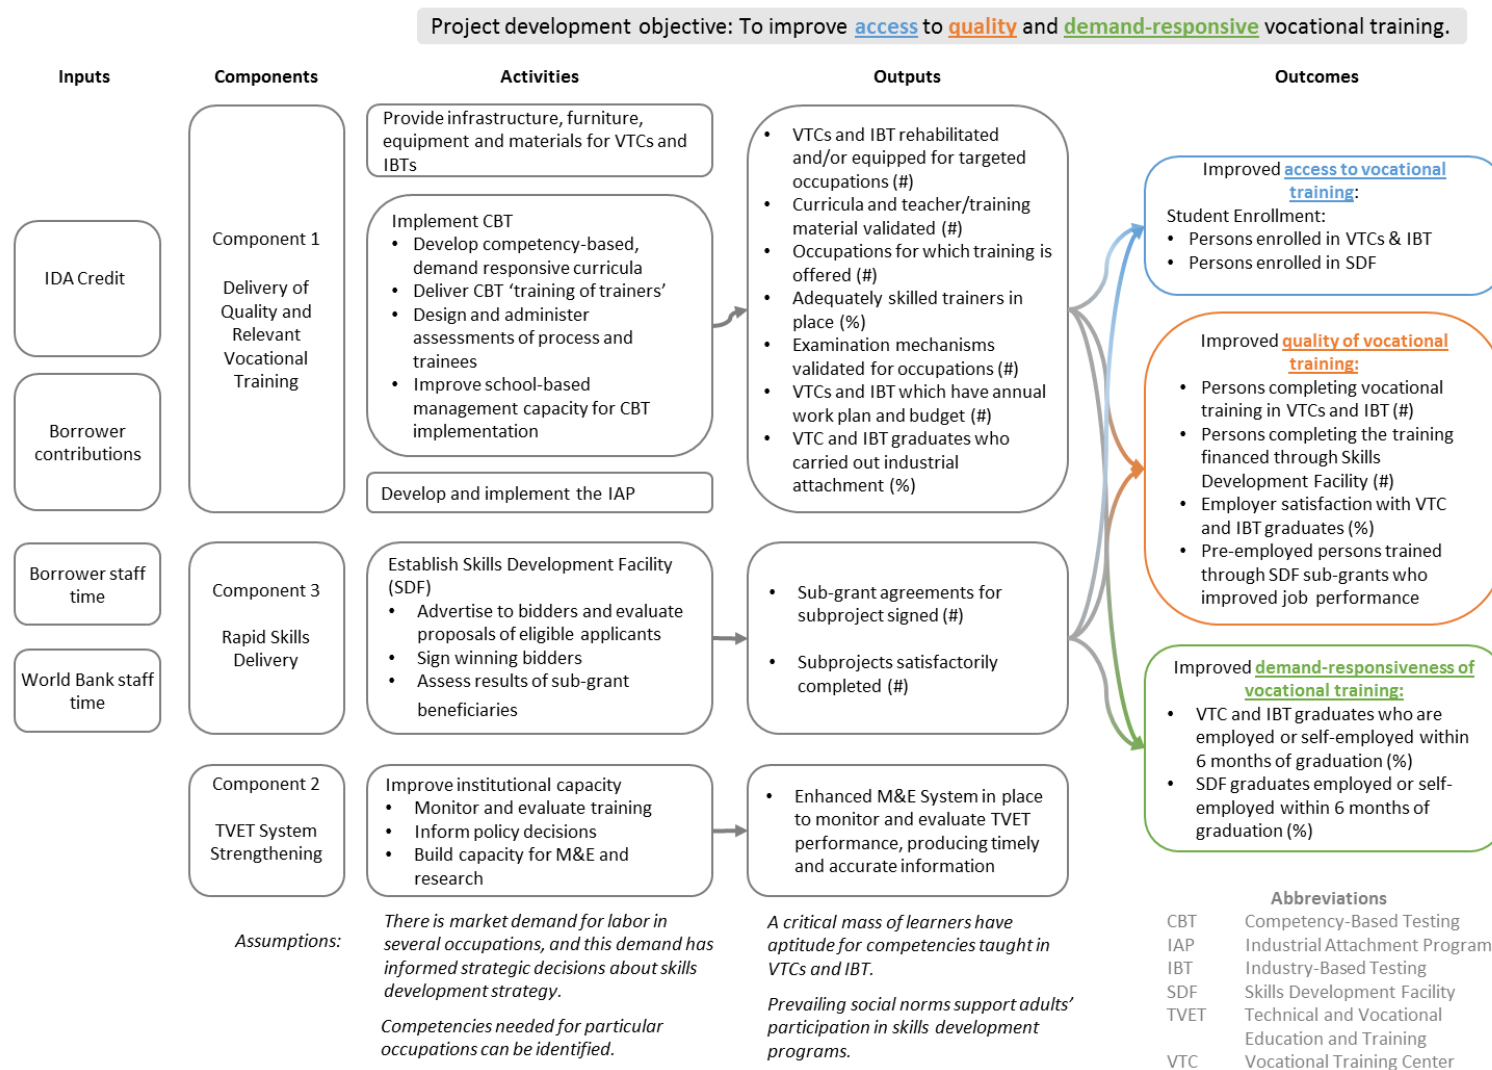 Project development objective: To improve access to quality and demand-responsive vocational training.
Inputs
Components
Activities
Outputs
Outcomes
IDA Credit
Borrower
contributions
Borrower staff
time
World Bank staff
time
Component 1
Delivery of
Quality and
Relevant
Vocational
Training
Provide infrastructure, furniture,
equipment and materials for VTCs and
IBTs
Implement CBT
• Develop competency-based,
demand responsive curricula
• Deliver CBT ‘training of trainers’
• Design and administer
assessments of process and
trainees
• Improve school-based
management capacity for CBT
implementation
Develop and implement the IAP
• VTCs and IBT rehabilitated
and/or equipped for targeted
occupations (#)
• Curricula and teacher/training
material validated (#)
• Occupations for which training is
offered (#)
• Adequately skilled trainers in
place (%)
• Examination mechanisms
validated for occupations (#)
• VTCs and IBT which have annual
work plan and budget (#)
• VTC and IBT graduates who
carried out industrial
attachment (%)
Component 3
Rapid Skills
Delivery
Establish Skills Development Facility
(SDF)
• Advertise to bidders and evaluate
proposals of eligible applicants
• Sign winning bidders
• Assess results of sub-grant
beneficiaries
• Sub-grant agreements for
subproject signed (#)
• Subprojects satisfactorily
completed (#)
Component 2
TVET System
Strengthening
Improve institutional capacity
• Monitor and evaluate training
• Inform policy decisions
• Build capacity for M&E and
research
• Enhanced M&E System in place
to monitor and evaluate TVET
performance, producing timely
and accurate information
Improved access to vocational
training:
Student Enrollment:
• Persons enrolled in VTCs & IBT
• Persons enrolled in SDF
Improved quality of vocational
training:
• Persons completing vocational
training in VTCs and IBT (#)
• Persons completing the training
financed through Skills
Development Facility (#)
• Employer satisfaction with VTC
and IBT graduates (%)
• Pre-employed persons trained
through SDF sub-grants who
improved job performance
Improved demand-responsiveness of
vocational training:
• VTC and IBT graduates who are
employed or self-employed within
6 months of graduation (%)
• SDF graduates employed or self-
employed within 6 months of
graduation (%)
Assumptions:
There is market demand for labor in
several occupations, and this demand has
informed strategic decisions about skills
development strategy.
Competencies needed for particular
occupations can be identified.
A critical mass of learners have
aptitude for competencies taught in
VTCs and IBT.
Prevailing social norms support adults’
participation in skills development
programs.
Abbreviations
CBT Competency-Based Testing
IAP Industrial Attachment Program
IBT Industry-Based Testing
SDF Skills Development Facility
TVET Technical and Vocational
Education and Training
VTC Vocational Training Center